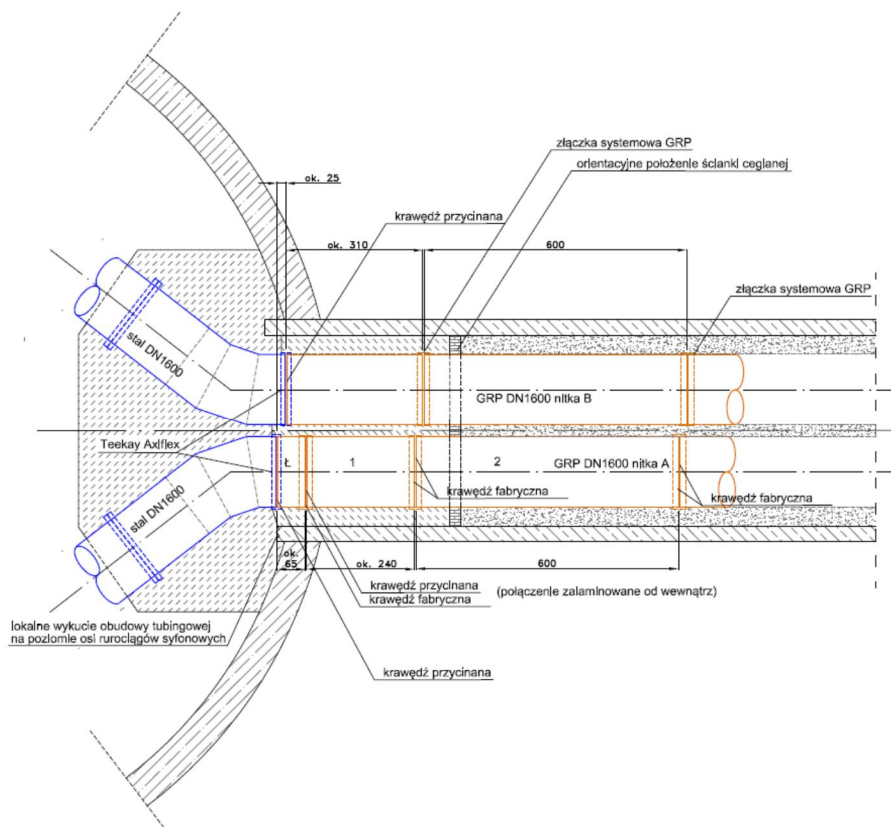 złączka systemowa GRP
orientacyjne położenie ścianki ceglanej
ok. 25
krawędź przycinana
ok. 310
600
złączka systemowa GRP
stal DN1600
GRP DN1600 nitka B
Teekay Axiflex
Ł
1
2
GRP DN1600 nitka A
krawędź fabryczna
krawędź fabryczna
stal DN1600
ok.
65
ok. 240
600
krawędź przycinana
krawędź fabryczna
(połączenie zalaminowane od wewnątrz)
lokalne wykucie obudowy tubingowej
na poziomie osi rurociągów syfonowych
krawędź przycinana